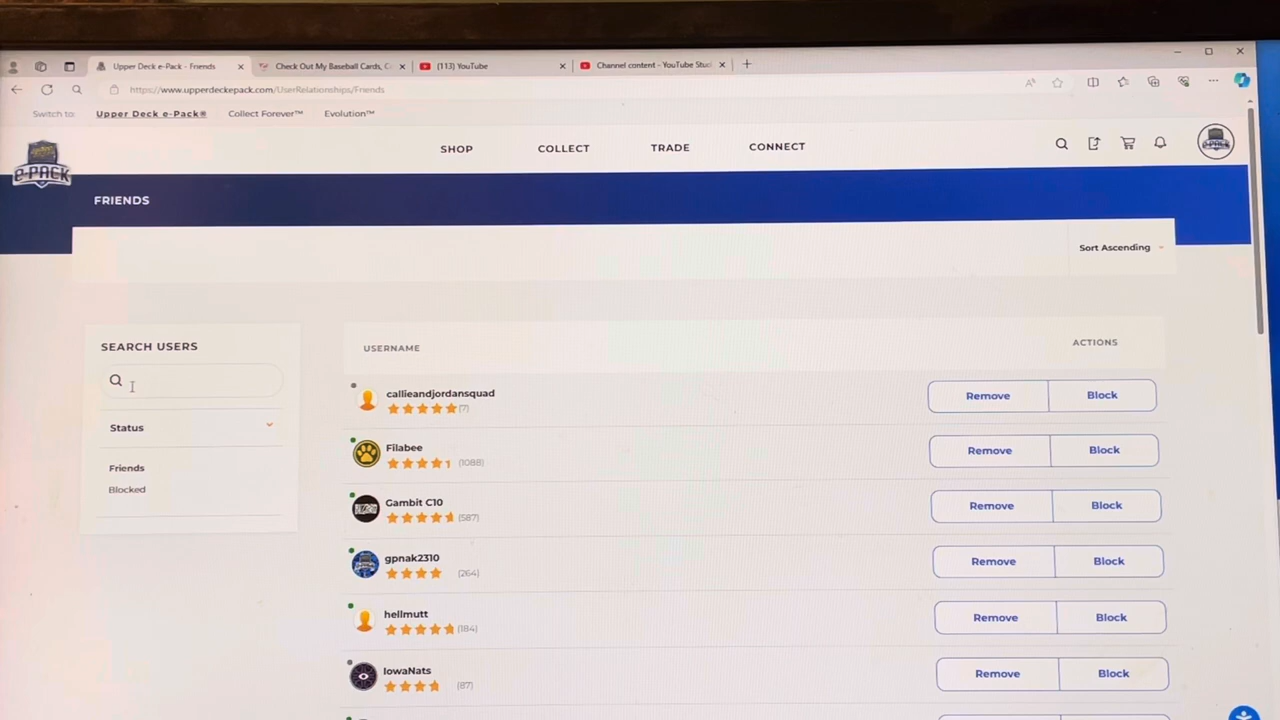 Upper Deck e-Pack - Friends
Check Out My Baseball Cards, C
(113) YouTube
Channel content - YouTube Stud
https://www.upperdeckepack.com/UserRelationships/Friends
Switch to: Upper Deck e-Pack® Collect Forever™ Evolution™
e-PACK
SHOP COLLECT TRADE CONNECT
FRIENDS
Sort Ascending
SEARCH USERS
Status
Friends
Blocked
USERNAME ACTIONS
callieandjordansquad
(7)
Remove Block
Filabee
(1088)
Remove Block
Gambit C10
(587)
Remove Block
gpnak2310
(264)
Remove Block
hellmutt
(184)
Remove Block
IowaNats
(87)
Remove Block